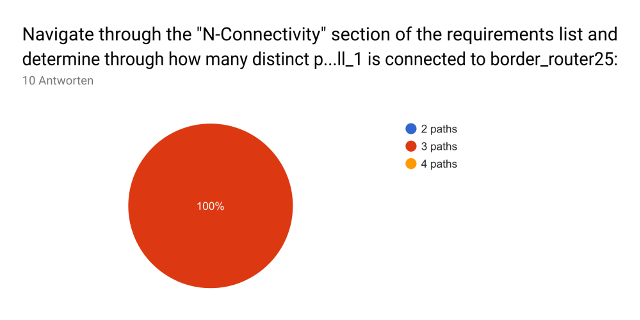 Navigate through the "N-Connectivity" section of the requirements list and
determine through how many distinct p...ll_1 is connected to border_router25:
10 Antworten
2 paths
3 paths
4 paths
100%